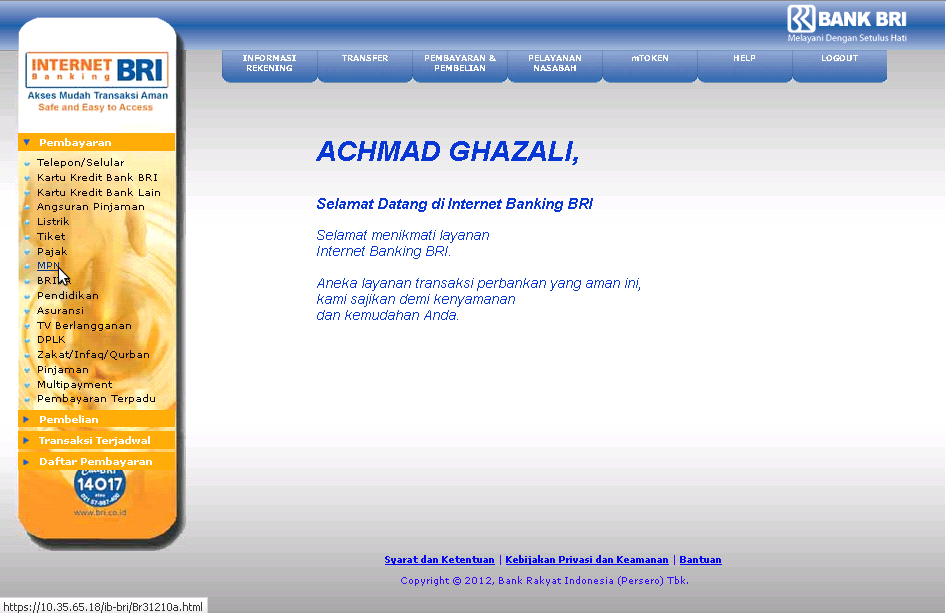 BANK BRI
Melayani Dengan Setulus Hati
INTERNET
Banking BRI
Akses Mudah Transaksi Aman
Safe and Easy to Access
INFORMASI
REKENING
TRANSFER
PEMBAYARAN &
PEMBELIAN
PELAYANAN
NASABAH
mTOKEN
HELP
LOGOUT
Pembayaran
Telepon/Selular
Kartu Kredit Bank BRI
Kartu Kredit Bank Lain
Angsuran Pinjaman
Listrik
Tiket
Pajak
MPN
Pendidikan
Asuransi
TV Berlangganan
DPLK
Zakat/Infaq/Qurban
Pinjaman
Multipayment
Pembayaran Terpadu
Pembelian
Transaksi Terjadwal
Daftar Pembayaran
14017
www.bri.co.id
ACHMAD GHAZALI,
Selamat Datang di Internet Banking BRI
Selamat menikmati layanan
Internet Banking BRI.
Aneka layanan transaksi perbankan yang aman ini,
kami sajikan demi kenyamanan
dan kemudahan Anda.
Syarat dan Ketentuan | Kebijakan Privasi dan Keamanan | Bantuan
Copyright © 2012, Bank Rakyat Indonesia (Persero) Tbk.
https://10.35.65.18/ib-bri/Br31210a.html